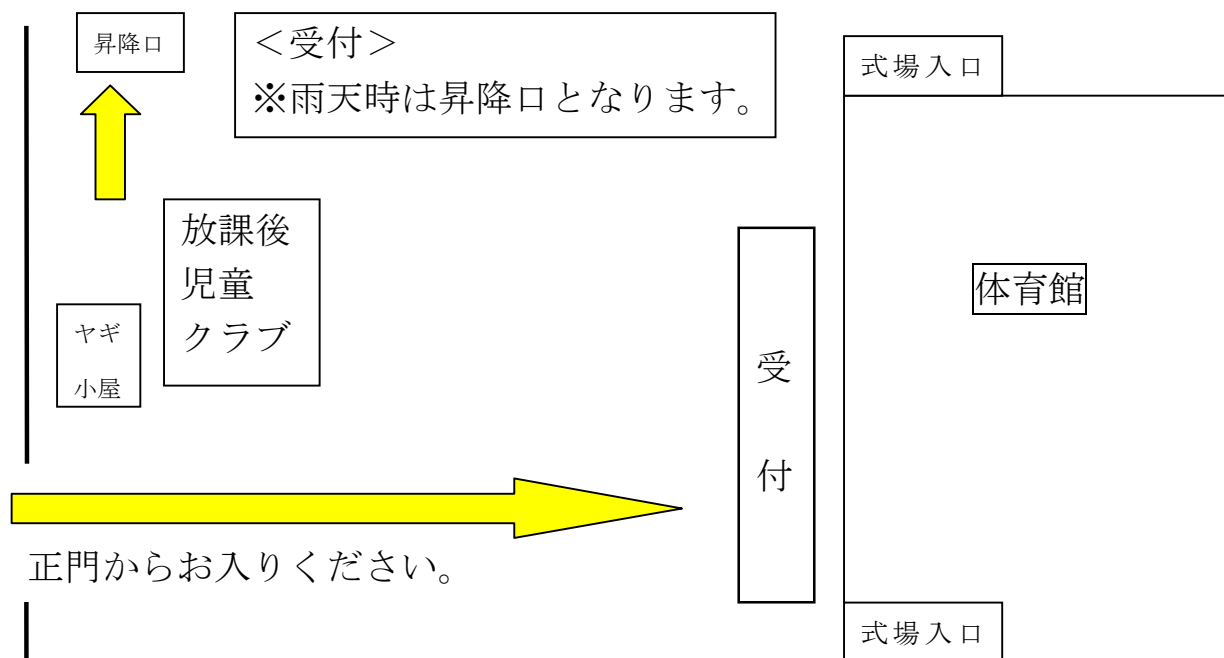 昇降口
＜受付＞
※雨天時は昇降口となります。
式場入口
放課後
児童
クラブ
ヤギ
小屋
体育館
受
付
正門からお入りください。
式場入口